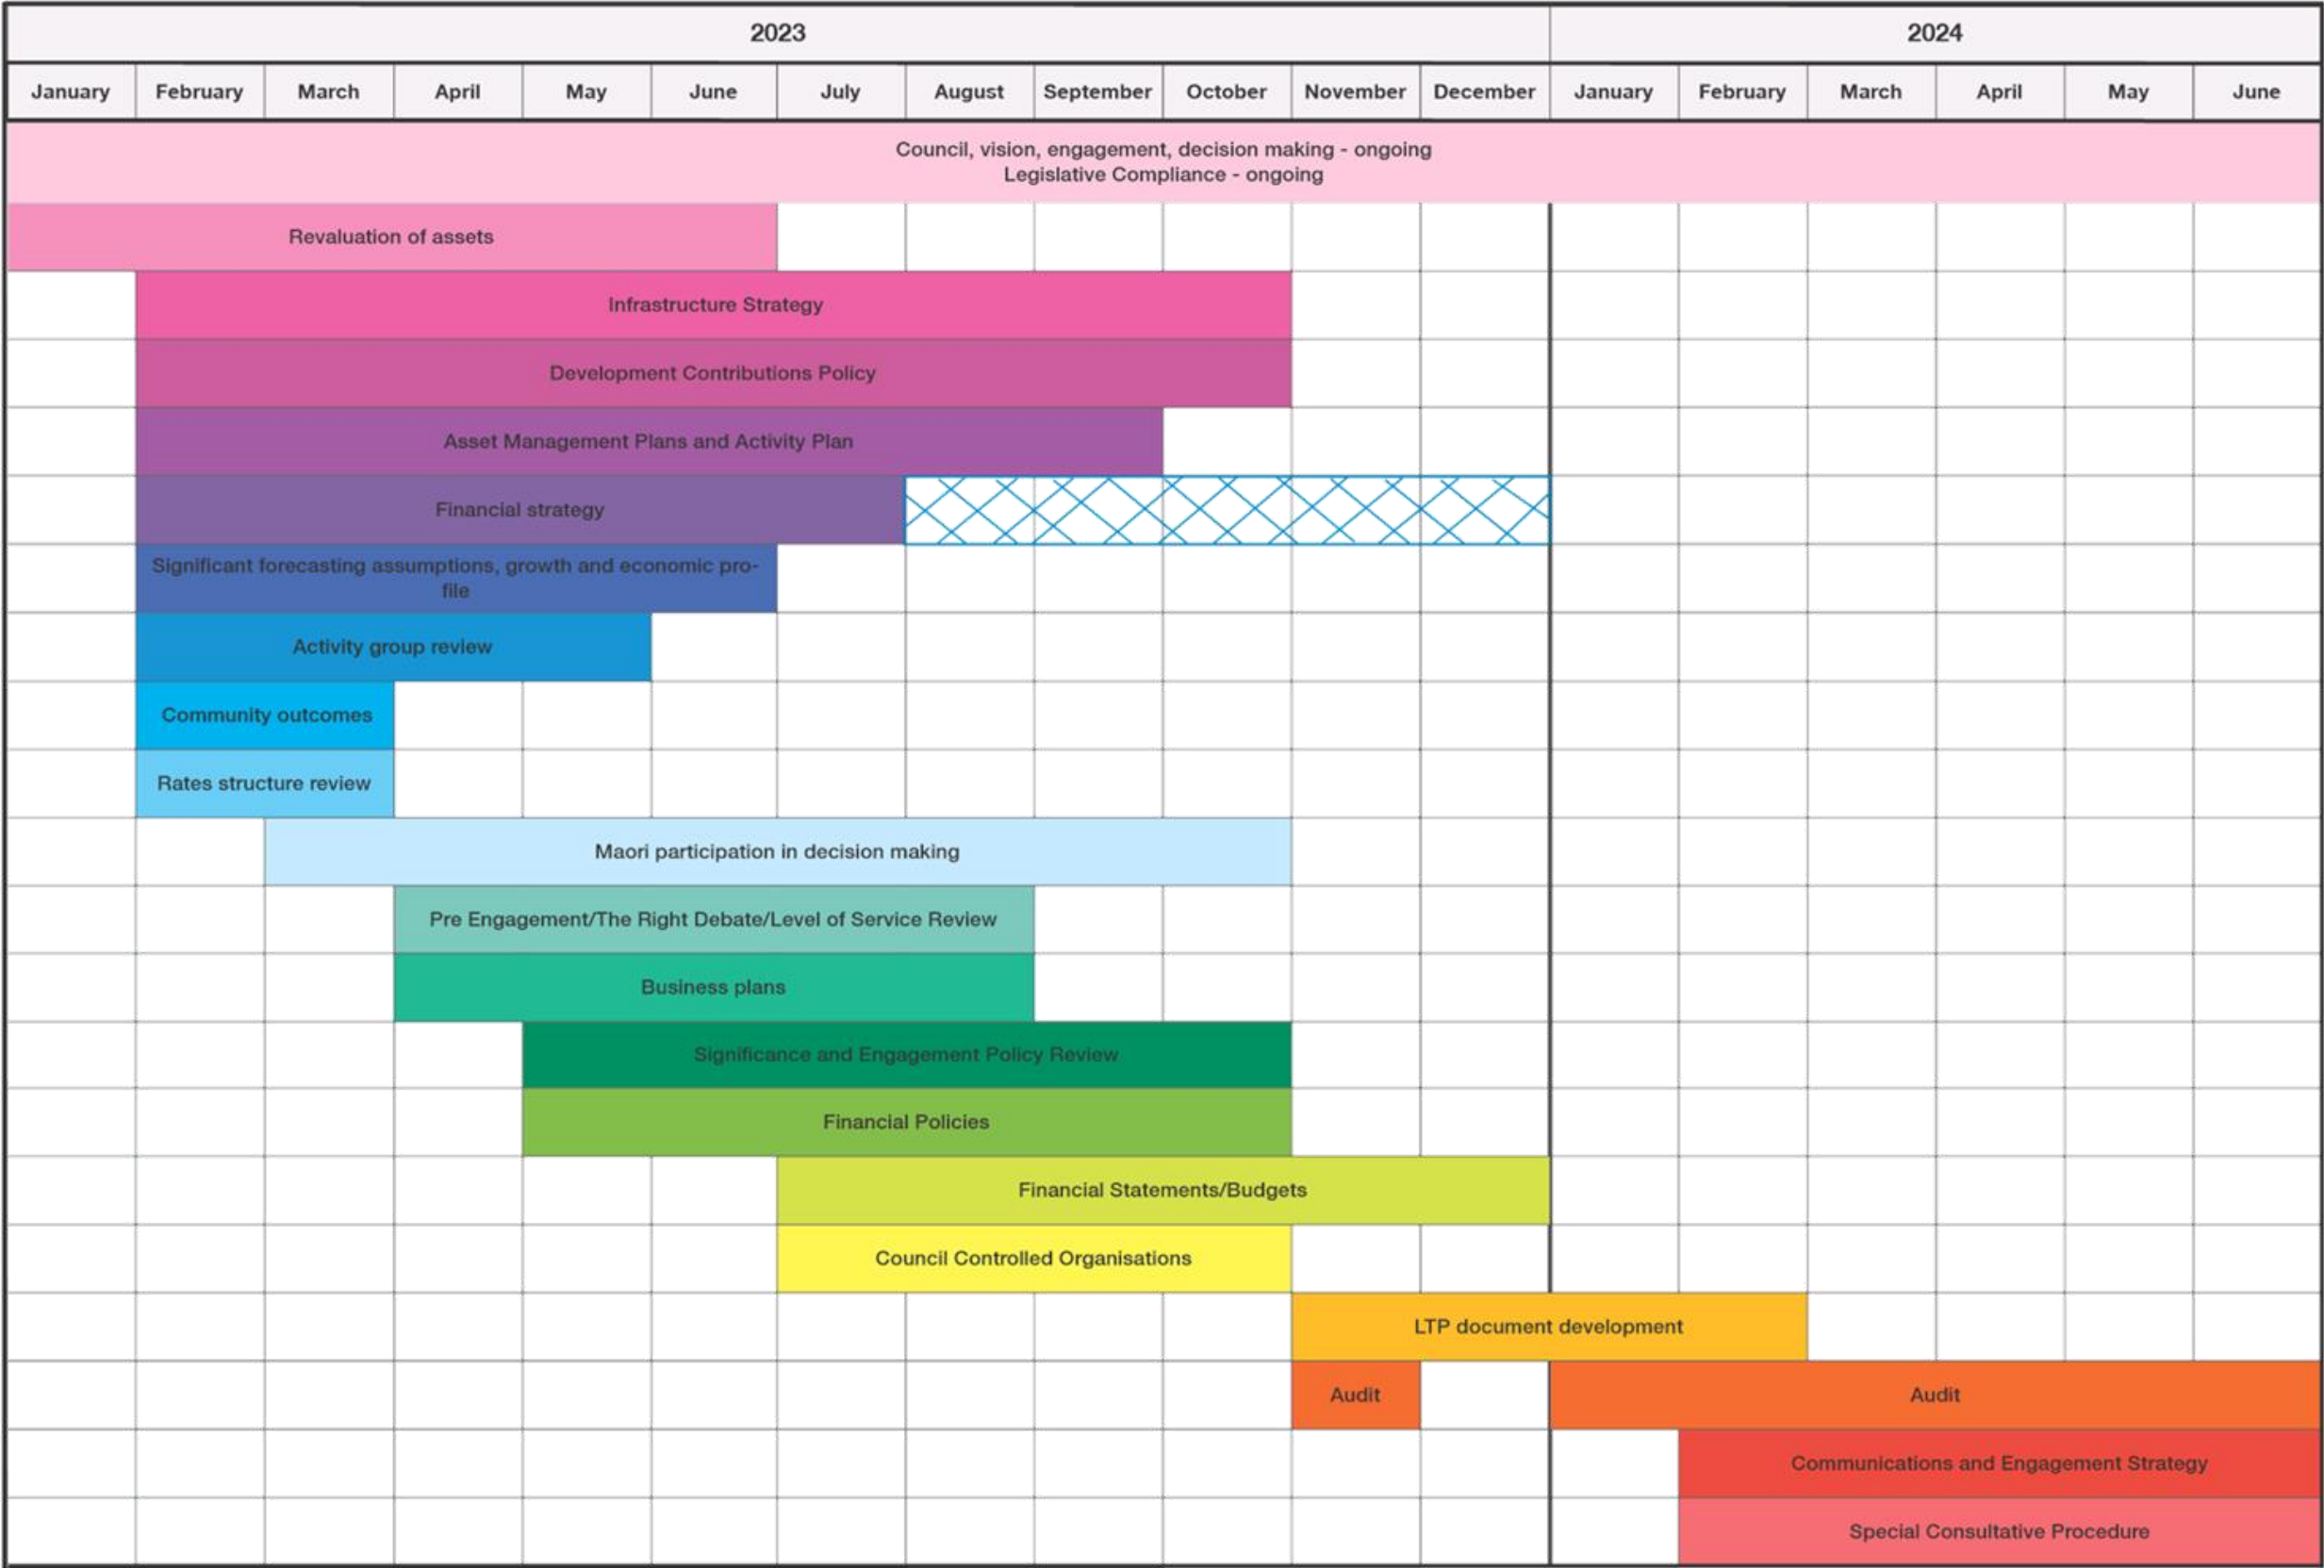 2023
2024
January
February
March
April
May
June
July
August
September
October
November
December
January
February
March
April
May
June
Council, vision, engagement, decision making - ongoing
Legislative Compliance - ongoing
Revaluation of assets
Infrastructure Strategy
Development Contributions Policy
Asset Management Plans and Activity Plan
Financial strategy
Significant forecasting assumptions, growth and economic pro-
file
Activity group review
Community outcomes
Rates structure review
Maori participation in decision making
Pre Engagement/The Right Debate/Level of Service Review
Business plans
Significance and Engagement Policy Review
Financial Policies
Financial Statements/Budgets
Council Controlled Organisations
LTP document development
Audit
Audit
Communications and Engagement Strategy
Special Consultative Procedure